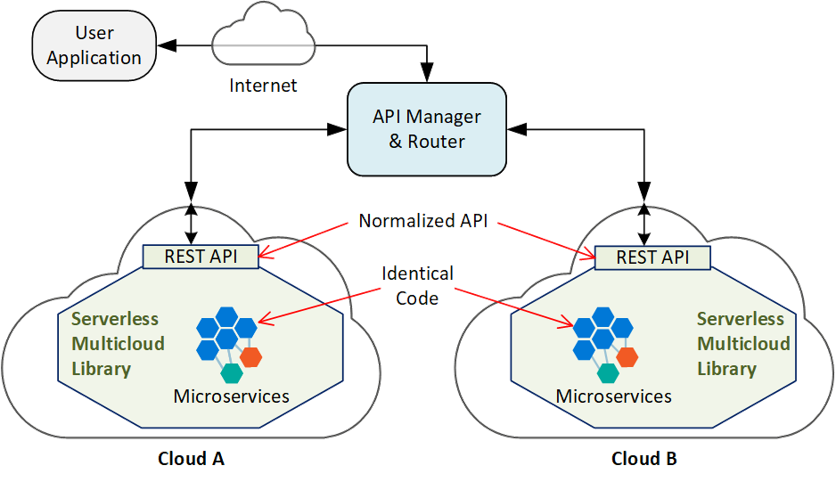 User
Application
Internet
API Manager
& Router
Normalized API
REST API
REST API
Identical
Code
Serverless
Multicloud
Library
Microservices
Serverless
Multicloud
Library
Microservices
Cloud A
Cloud B